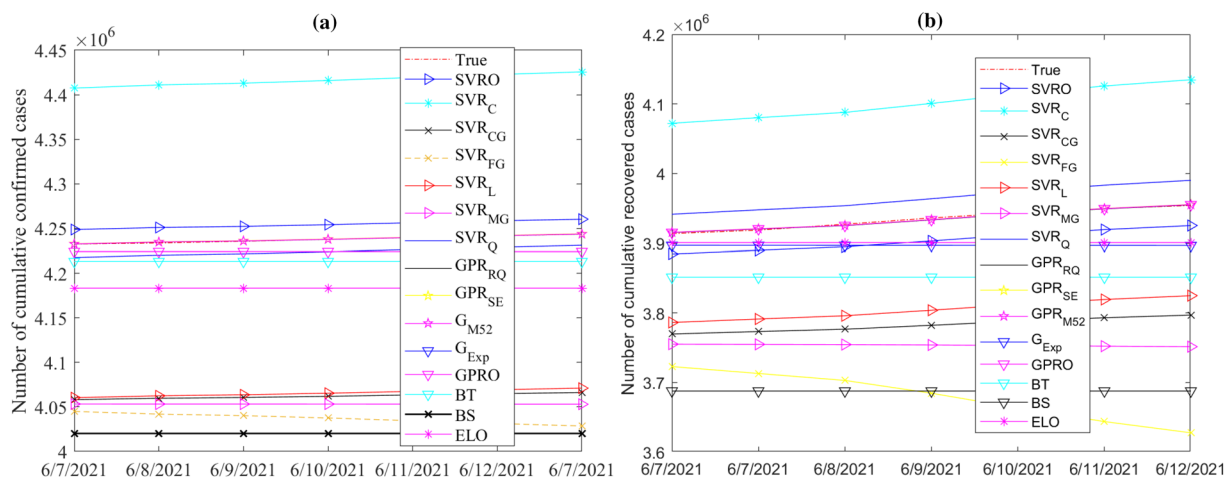 (a)
×10⁶
Number of cumulative confirmed cases
4.45
4.4
4.35
4.3
4.25
4.2
4.15
4.1
4.05
4
6/7/2021 6/8/2021 6/9/2021 6/10/2021 6/11/2021 6/12/2021 6/7/2021
True
SVRO
SVR_C
SVR_CG
SVR_FG
SVR_L
SVR_MG
SVR_Q
GPR_RQ
GPR_SE
G_M52
G_Exp
GPRO
BT
BS
ELO
(b)
×10⁶
Number of cumulative recovered cases
4.2
4.1
4
3.9
3.8
3.7
3.6
6/7/2021 6/7/2021 6/8/2021 6/9/2021 6/10/2021 6/11/2021 6/12/2021
True
SVRO
SVR_C
SVR_CG
SVR_FG
SVR_L
SVR_MG
SVR_Q
GPR_RQ
GPR_SE
GPR_M52
G_Exp
GPRO
BT
BS
ELO